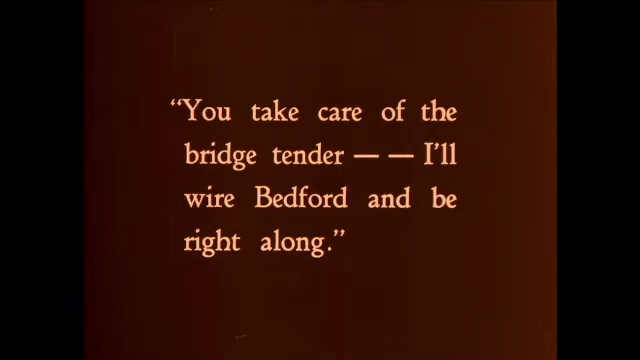 “You take care of the
bridge tender — — I’ll
wire Bedford and be
right along.”